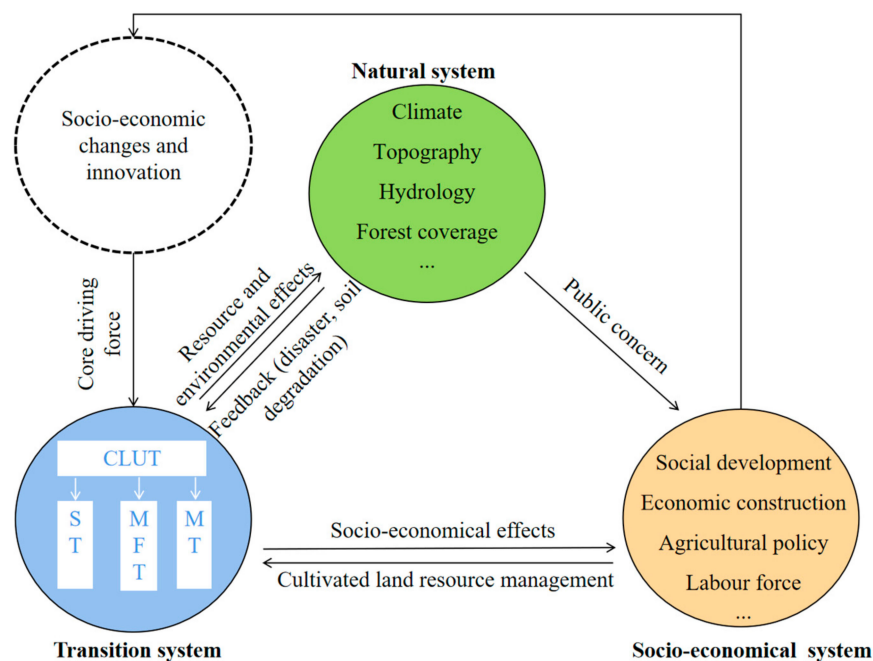 Natural system
Socio-economic
changes and
innovation
Climate
Topography
Hydrology
Forest coverage
...
Core driving
force
Resource and
environmental effects
Feedback (disaster, soil
degradation)
Public concern
CLUT
S
T
M
F
T
M
T
Socio-economical effects
Cultivated land resource management
Social development
Economic construction
Agricultural policy
Labour force
...
Transition system
Socio-economical system